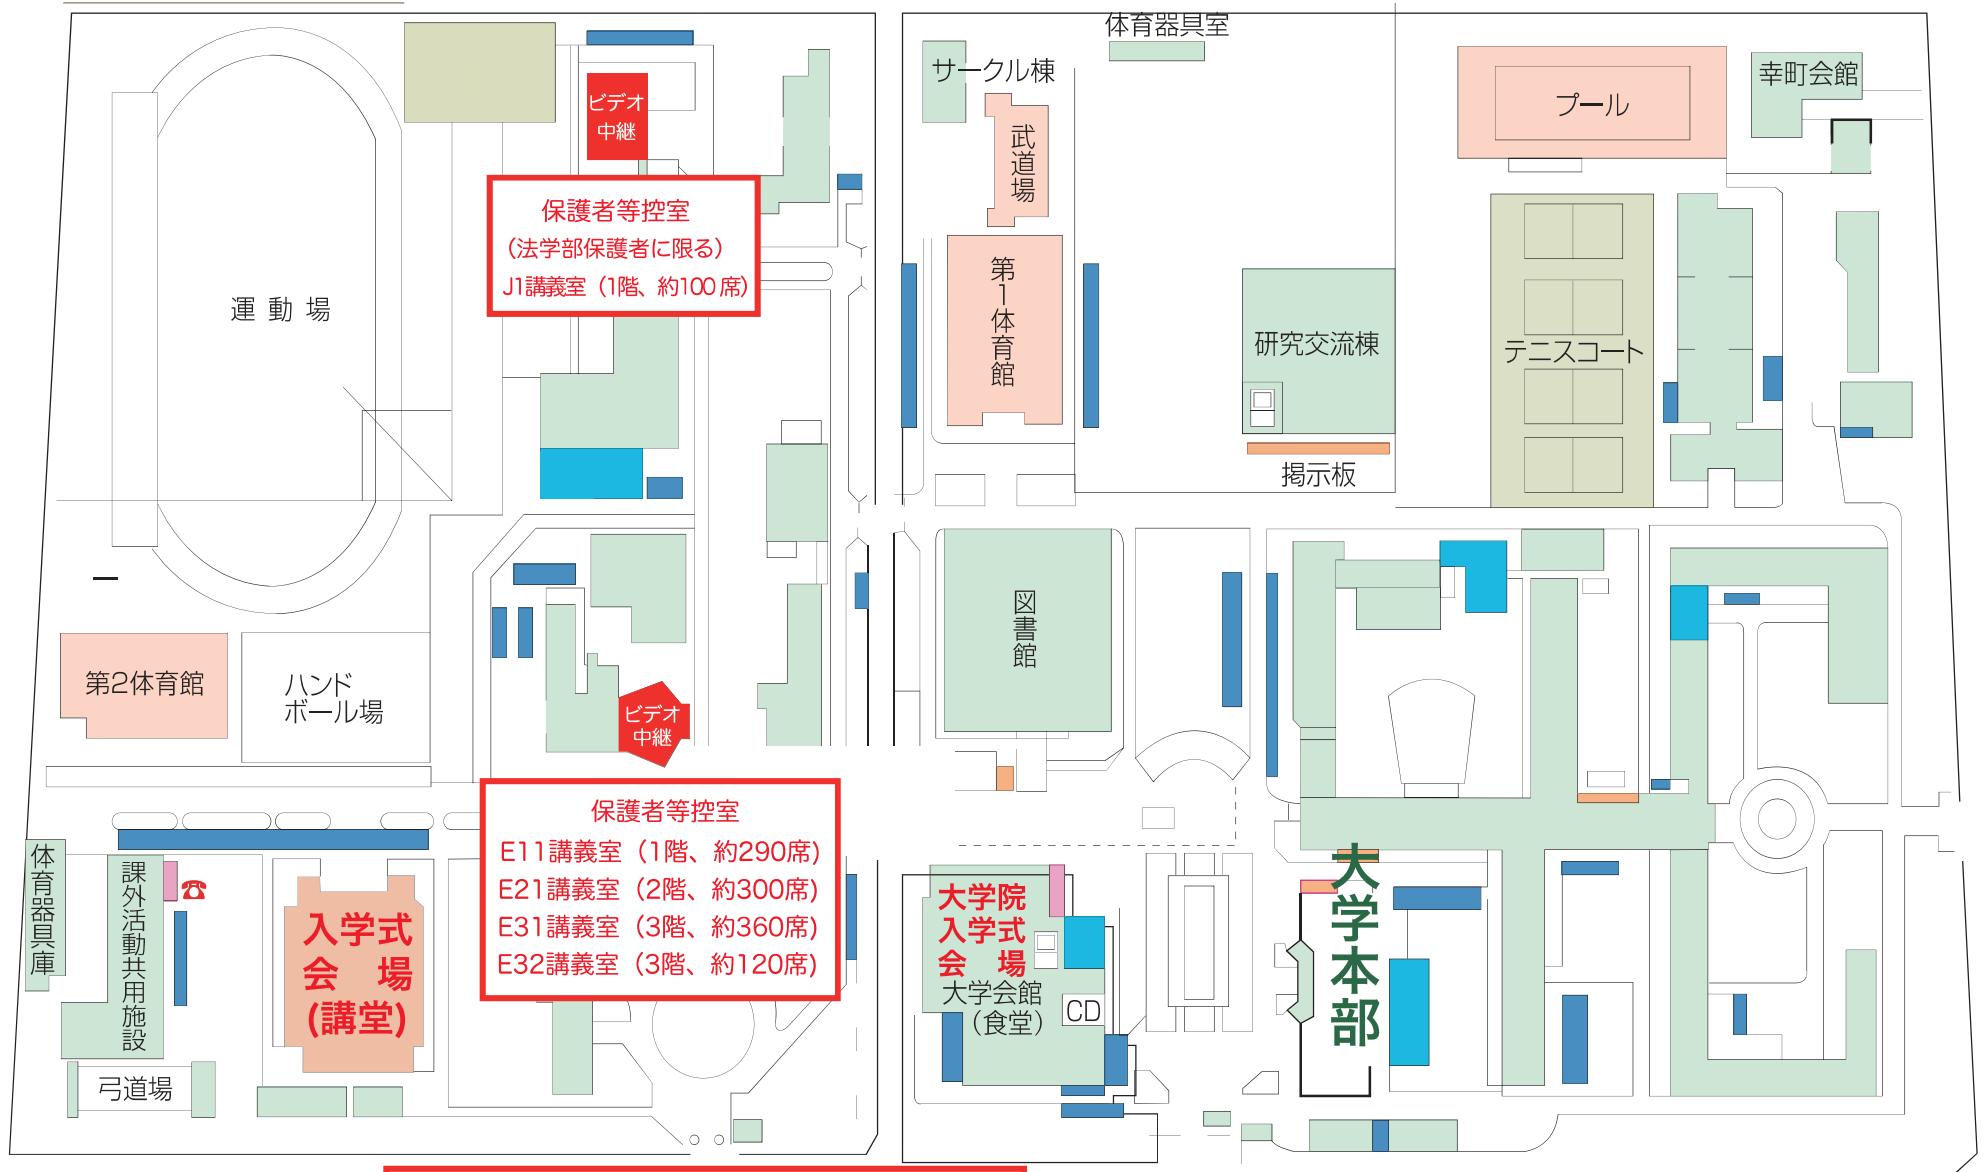 体育器具室
サークル棟
幸町会館
プール
ビデオ
中継
武道場
保護者等控室
（法学部保護者に限る）
J1講義室（1階、約100席）
第1体育館
運動場
研究交流棟
テニスコート
掲示板
図書館
第2体育館
ハンド
ボール場
ビデオ
中継
保護者等控室
E11講義室（1階、約290席）
E21講義室（2階、約300席）
E31講義室（3階、約360席）
E32講義室（3階、約120席）
体育器具庫
課外活動共用施設
入学式
会　場
(講堂)
大学院
入学式
会　場
大学会館
（食堂）
CD
大学本部
弓道場